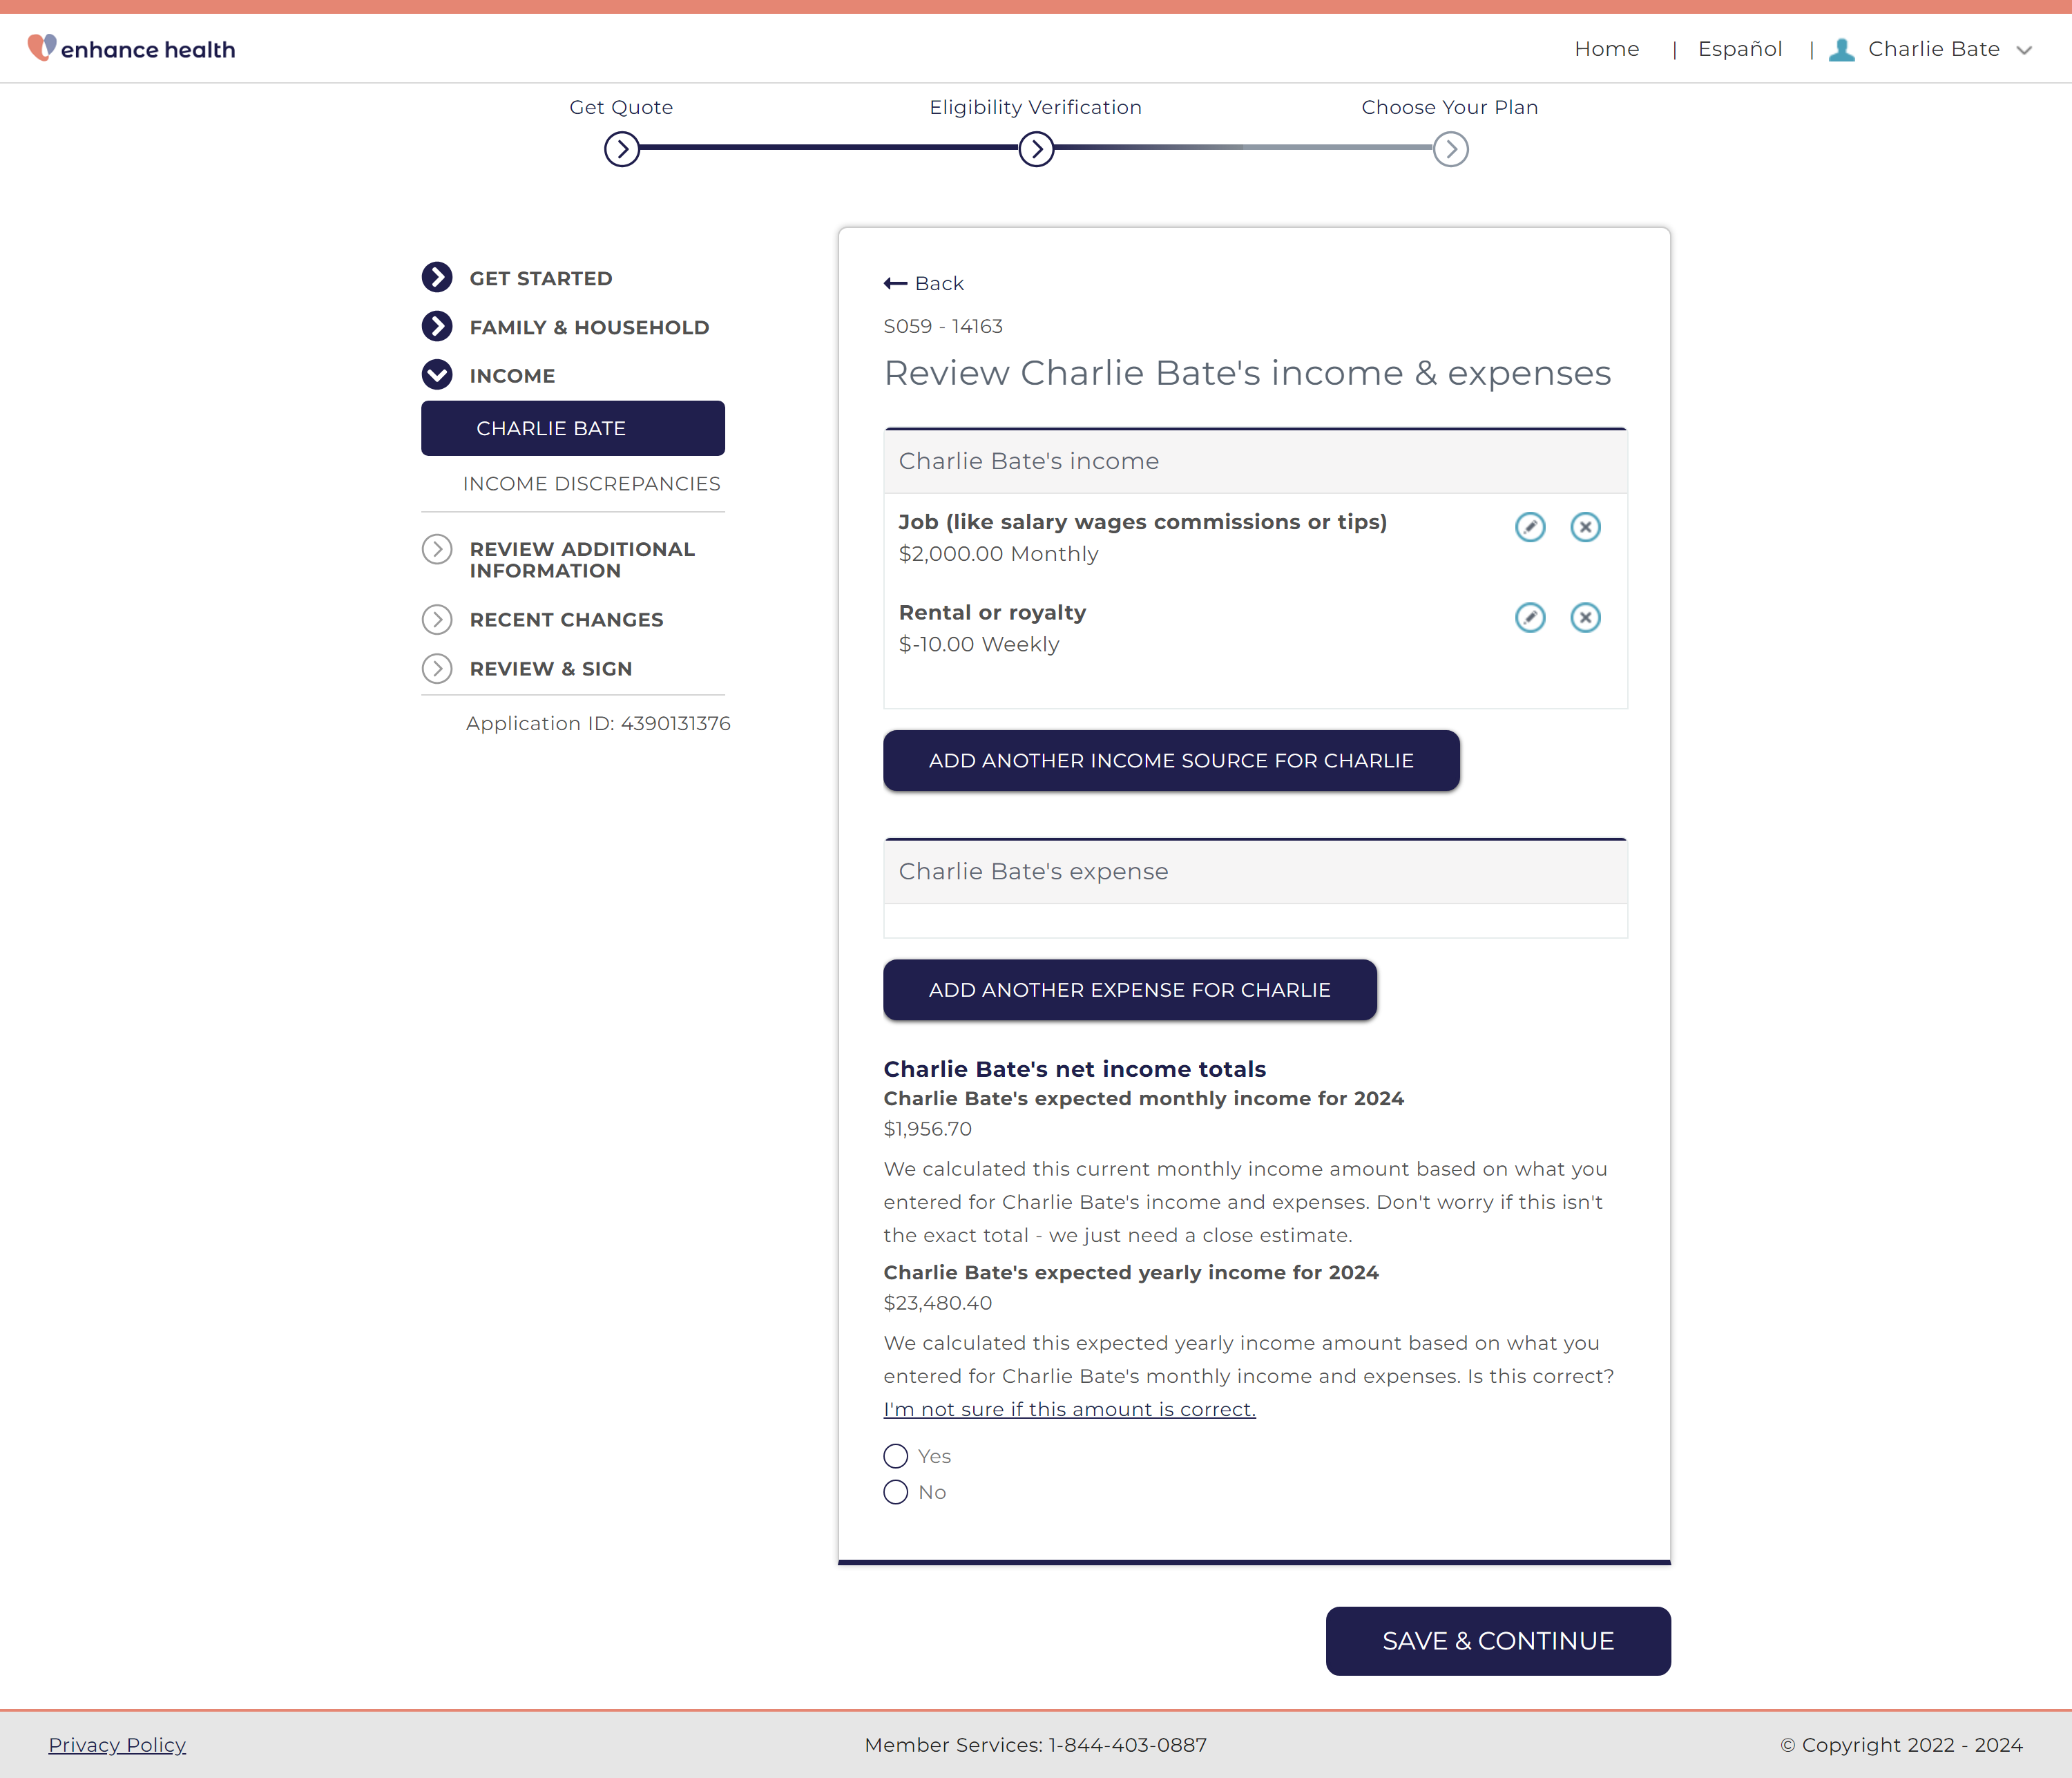 enhance health
Home | Español | Charlie Bate
Get Quote
Eligibility Verification
Choose Your Plan
GET STARTED
FAMILY & HOUSEHOLD
INCOME
CHARLIE BATE
INCOME DISCREPANCIES
REVIEW ADDITIONAL
INFORMATION
RECENT CHANGES
REVIEW & SIGN
Application ID: 4390131376
Back
S059 - 14163
Review Charlie Bate's income & expenses
Charlie Bate's income
Job (like salary wages commissions or tips)
$2,000.00 Monthly
Rental or royalty
$-10.00 Weekly
ADD ANOTHER INCOME SOURCE FOR CHARLIE
Charlie Bate's expense
ADD ANOTHER EXPENSE FOR CHARLIE
Charlie Bate's net income totals
Charlie Bate's expected monthly income for 2024
$1,956.70
We calculated this current monthly income amount based on what you
entered for Charlie Bate's income and expenses. Don't worry if this isn't
the exact total - we just need a close estimate.
Charlie Bate's expected yearly income for 2024
$23,480.40
We calculated this expected yearly income amount based on what you
entered for Charlie Bate's monthly income and expenses. Is this correct?
I'm not sure if this amount is correct.
Yes
No
SAVE & CONTINUE
Privacy Policy
Member Services: 1-844-403-0887
© Copyright 2022 - 2024